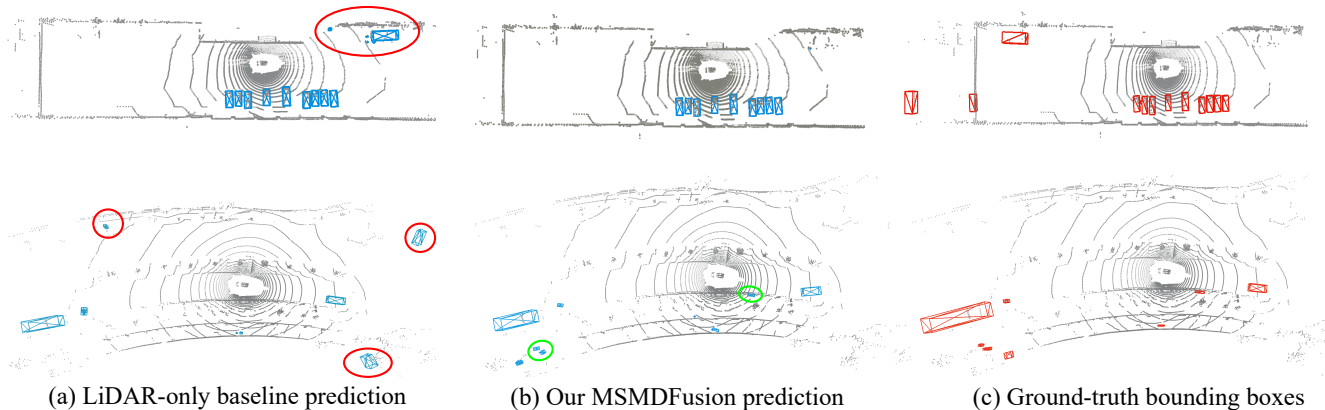 (a) LiDAR-only baseline prediction
(b) Our MSMDFusion prediction
(c) Ground-truth bounding boxes